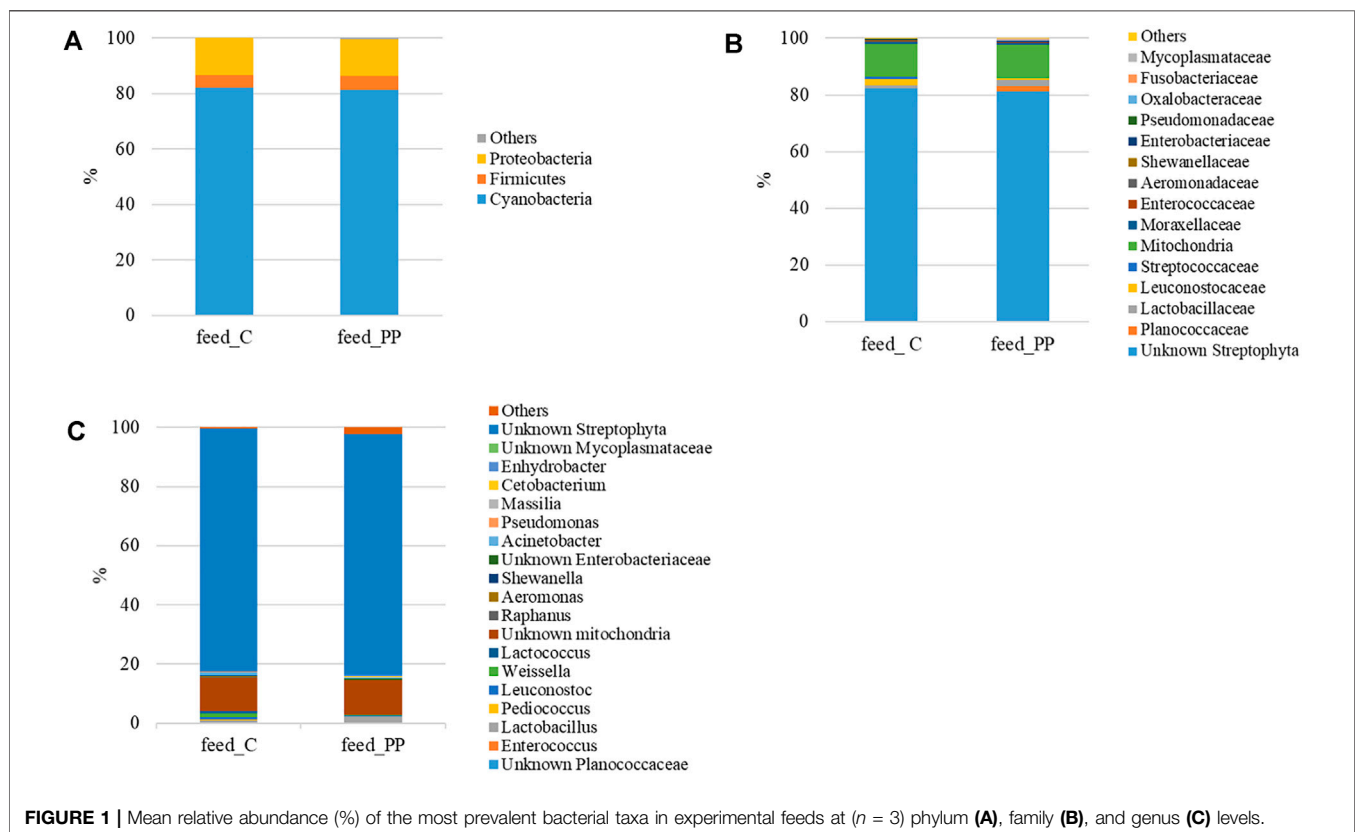 A
100
80
60
40
20
0
%
feed_C
feed_PP
Others
Proteobacteria
Firmicutes
Cyanobacteria
B
100
80
60
40
20
0
%
feed_ C
feed_PP
Others
Mycoplasmataceae
Fusobacteriaceae
Oxalobacteraceae
Pseudomonadaceae
Enterobacteriaceae
Shewanellaceae
Aeromonadaceae
Enterococcaceae
Moraxellaceae
Mitochondria
Streptococcaceae
Leuconostocaceae
Lactobacillaceae
Planococcaceae
Unknown Streptophyta
C
100
80
60
40
20
0
%
feed_C
feed_PP
Others
Unknown Streptophyta
Unknown Mycoplasmataceae
Enhydrobacter
Cetobacterium
Massilia
Pseudomonas
Acinetobacter
Unknown Enterobacteriaceae
Shewanella
Aeromonas
Raphanus
Unknown mitochondria
Lactococcus
Weissella
Leuconostoc
Pediococcus
Lactobacillus
Enterococcus
Unknown Planococcaceae
FIGURE 1 | Mean relative abundance (%) of the most prevalent bacterial taxa in experimental feeds at (n = 3) phylum (A), family (B), and genus (C) levels.